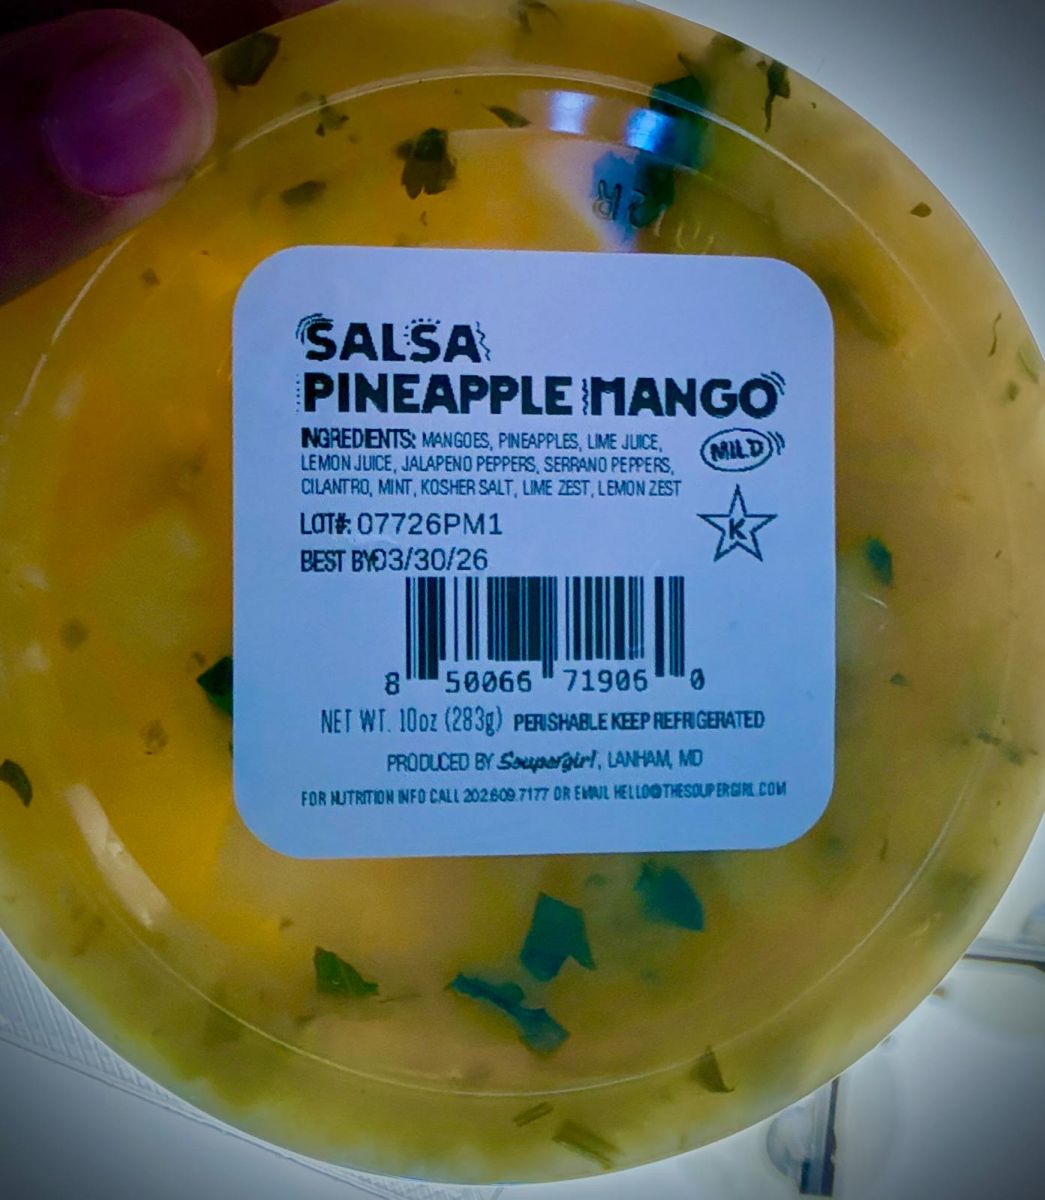 SALSA
PINEAPPLE MANGO
INGREDIENTS: MANGOES, PINEAPPLES, LIME JUICE,
LEMON JUICE, JALAPENO PEPPERS, SERRANO PEPPERS,
CILANTRO, MINT, KOSHER SALT, LIME ZEST, LEMON ZEST
MILD
K
LOT#: 07726PM1
BEST BY:03/30/26
8 50066 71906 0
NET WT. 10oz (283g) PERISHABLE KEEP REFRIGERATED
PRODUCED BY Soupergirl, LANHAM, MD
FOR NUTRITION INFO CALL 202.609.7177 OR EMAIL HELLO@THESOUPERGIRL.COM